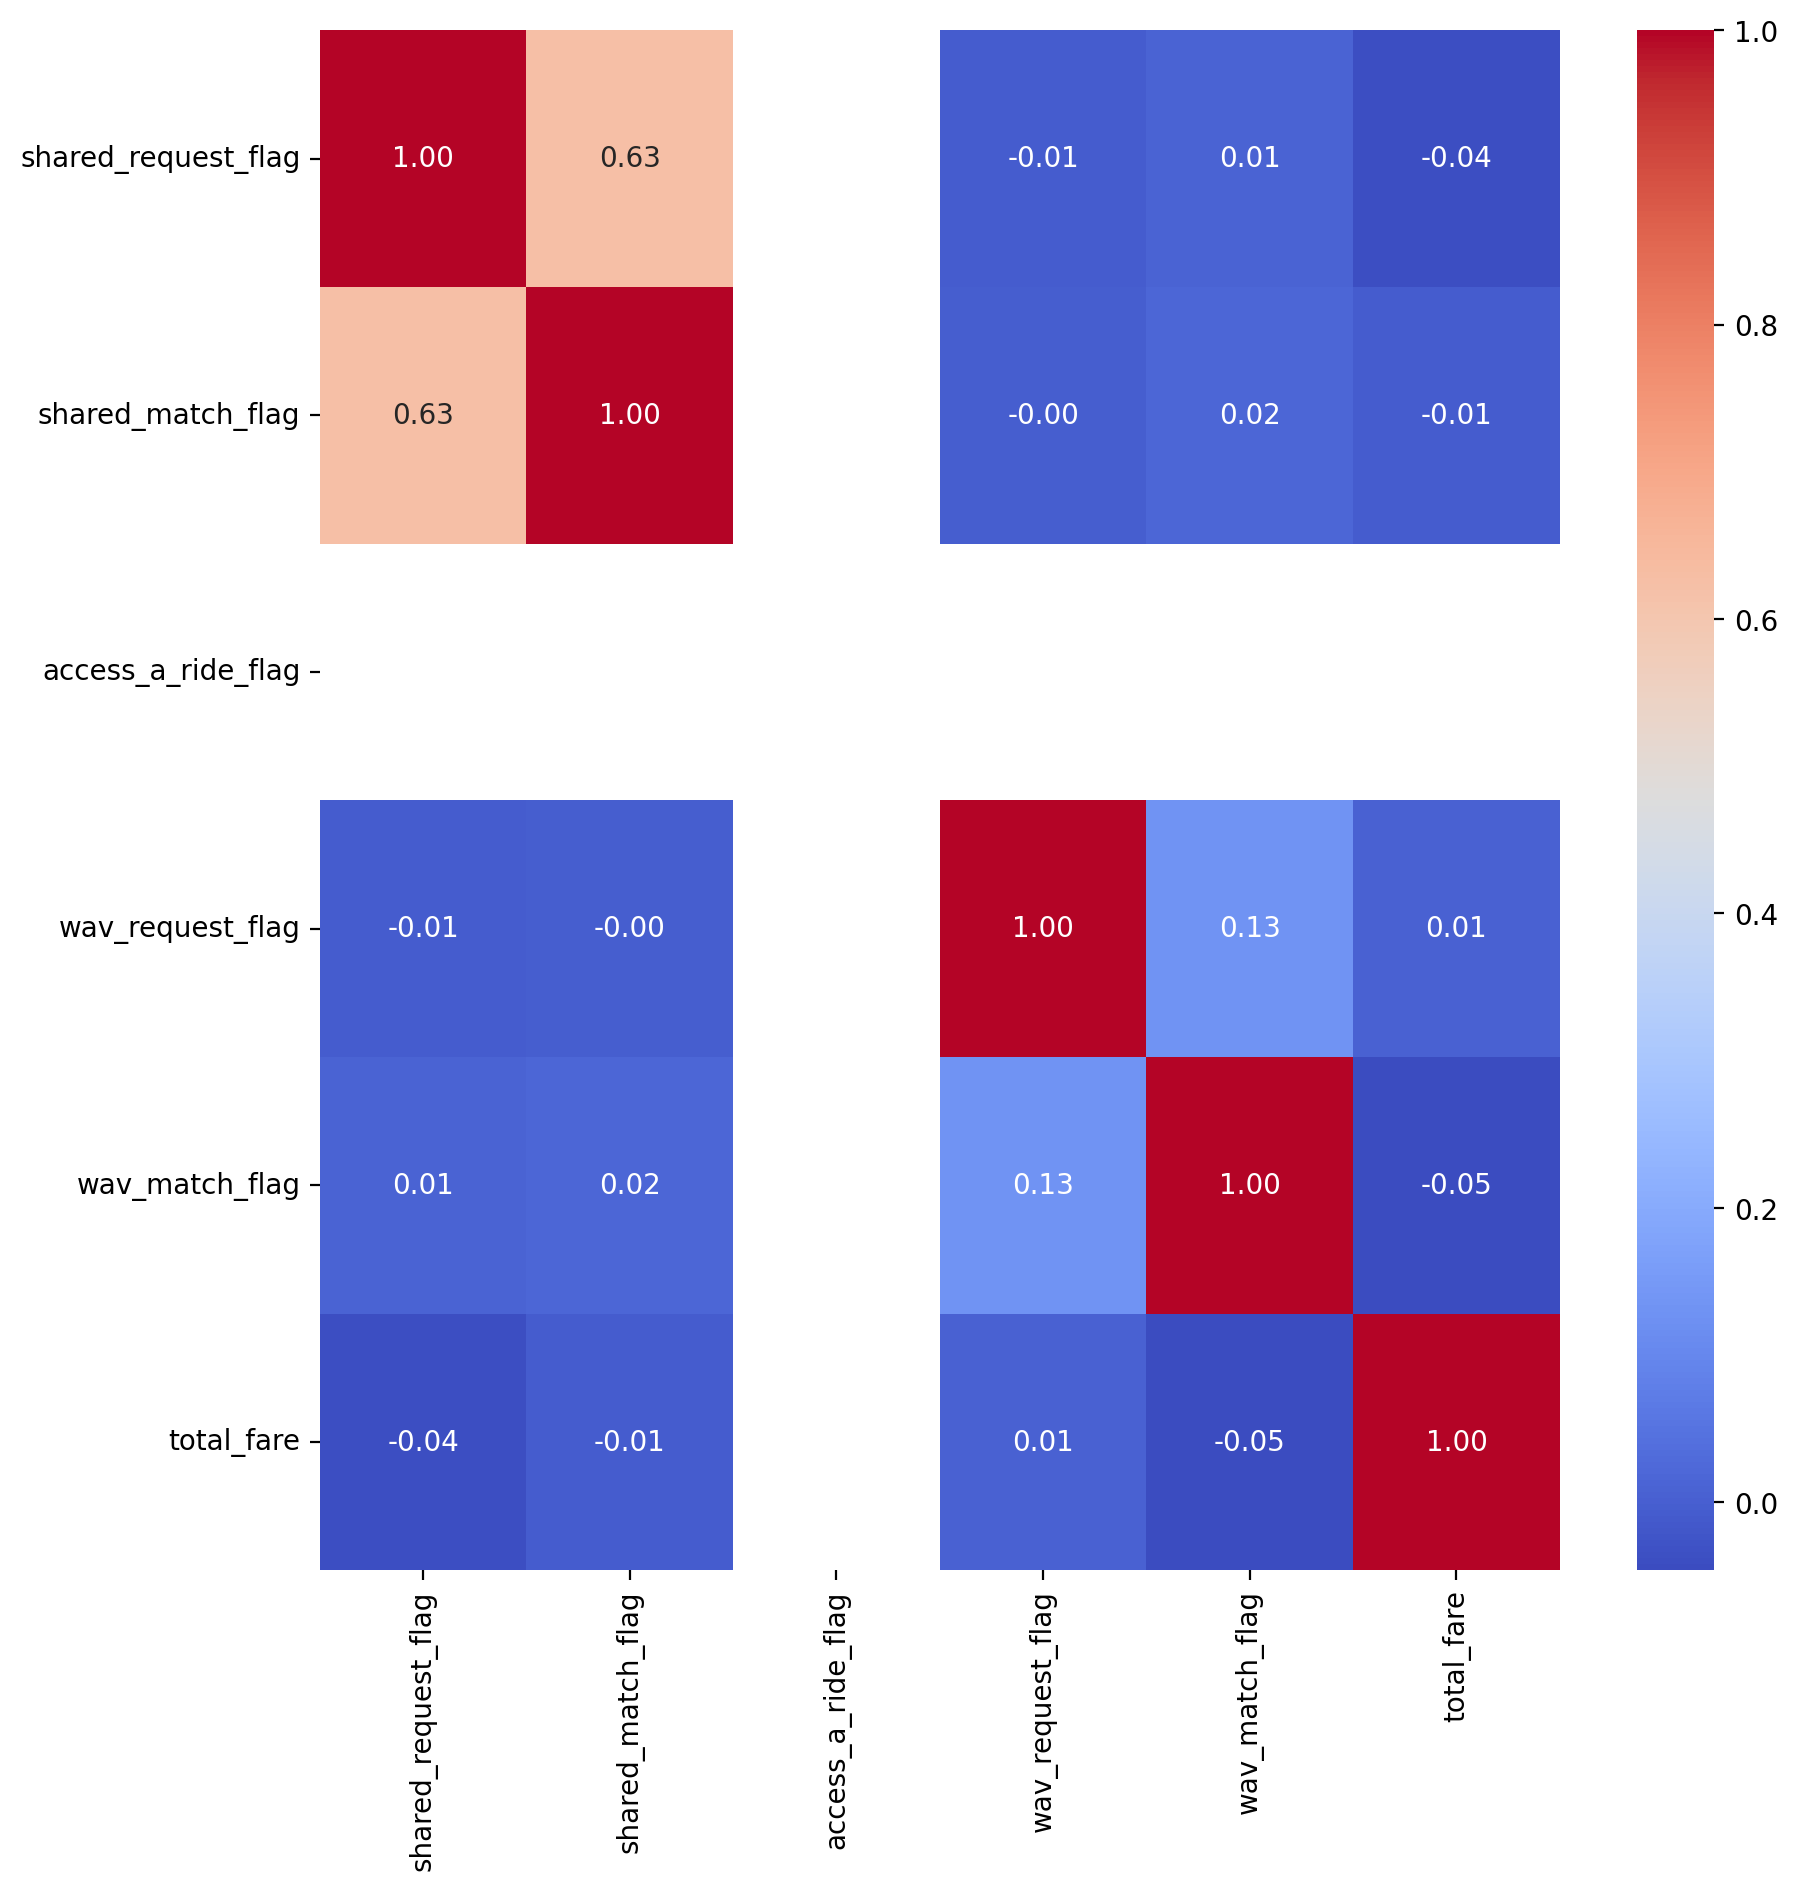 shared_request_flag 1.00 0.63 -0.01 0.01 -0.04
shared_match_flag 0.63 1.00 -0.00 0.02 -0.01
access_a_ride_flag
wav_request_flag -0.01 -0.00 1.00 0.13 0.01
wav_match_flag 0.01 0.02 0.13 1.00 -0.05
total_fare -0.04 -0.01 0.01 -0.05 1.00
shared_request_flag
shared_match_flag
access_a_ride_flag
wav_request_flag
wav_match_flag
total_fare
1.0
0.8
0.6
0.4
0.2
0.0